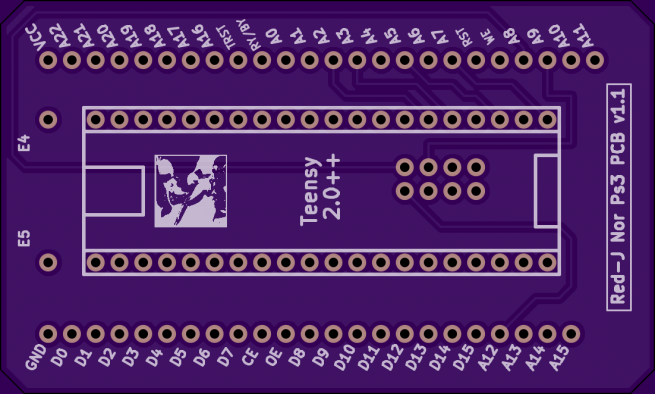 VCC A22 A21 A20 A19 A18 A17 A16 TRST RY/BY A0 A1 A2 A3 A4 A5 A6 A7 RST WE A8 A9 A10 A11
E4
E5
Teensy
2.0++
Red-J Nor Ps3 PCB v1.1
GND D0 D1 D2 D3 D4 D5 D6 D7 CE OE D8 D9 D10 D11 D12 D13 D14 D15 A12 A13 A14 A15